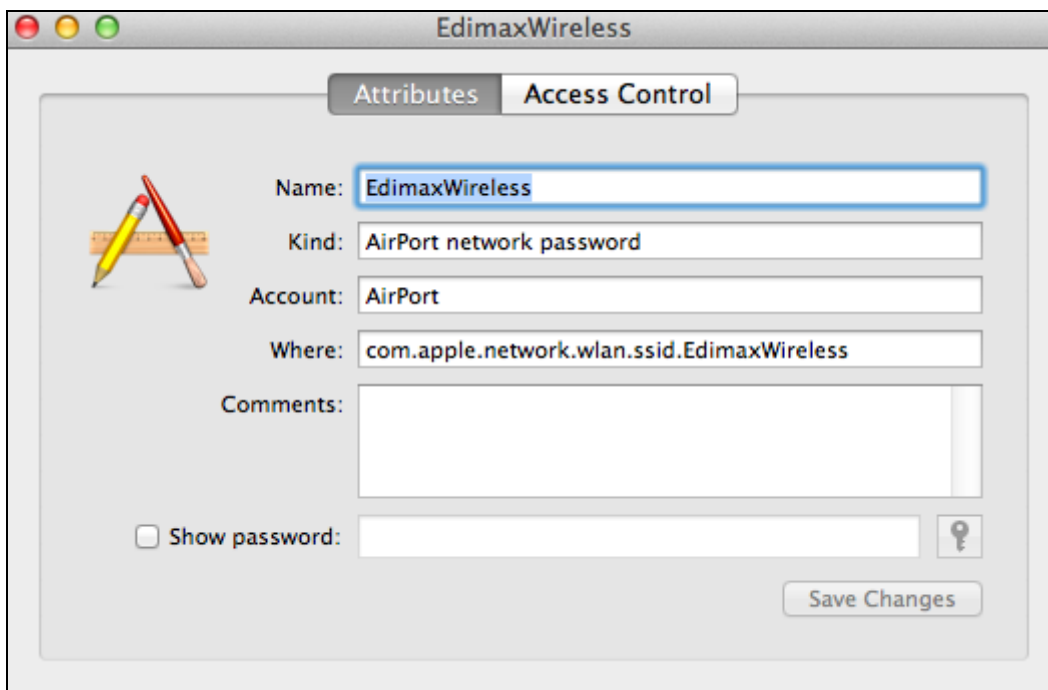 EdimaxWireless
Attributes Access Control
Name: EdimaxWireless
Kind: AirPort network password
Account: AirPort
Where: com.apple.network.wlan.ssid.EdimaxWireless
Comments:
Show password:
Save Changes